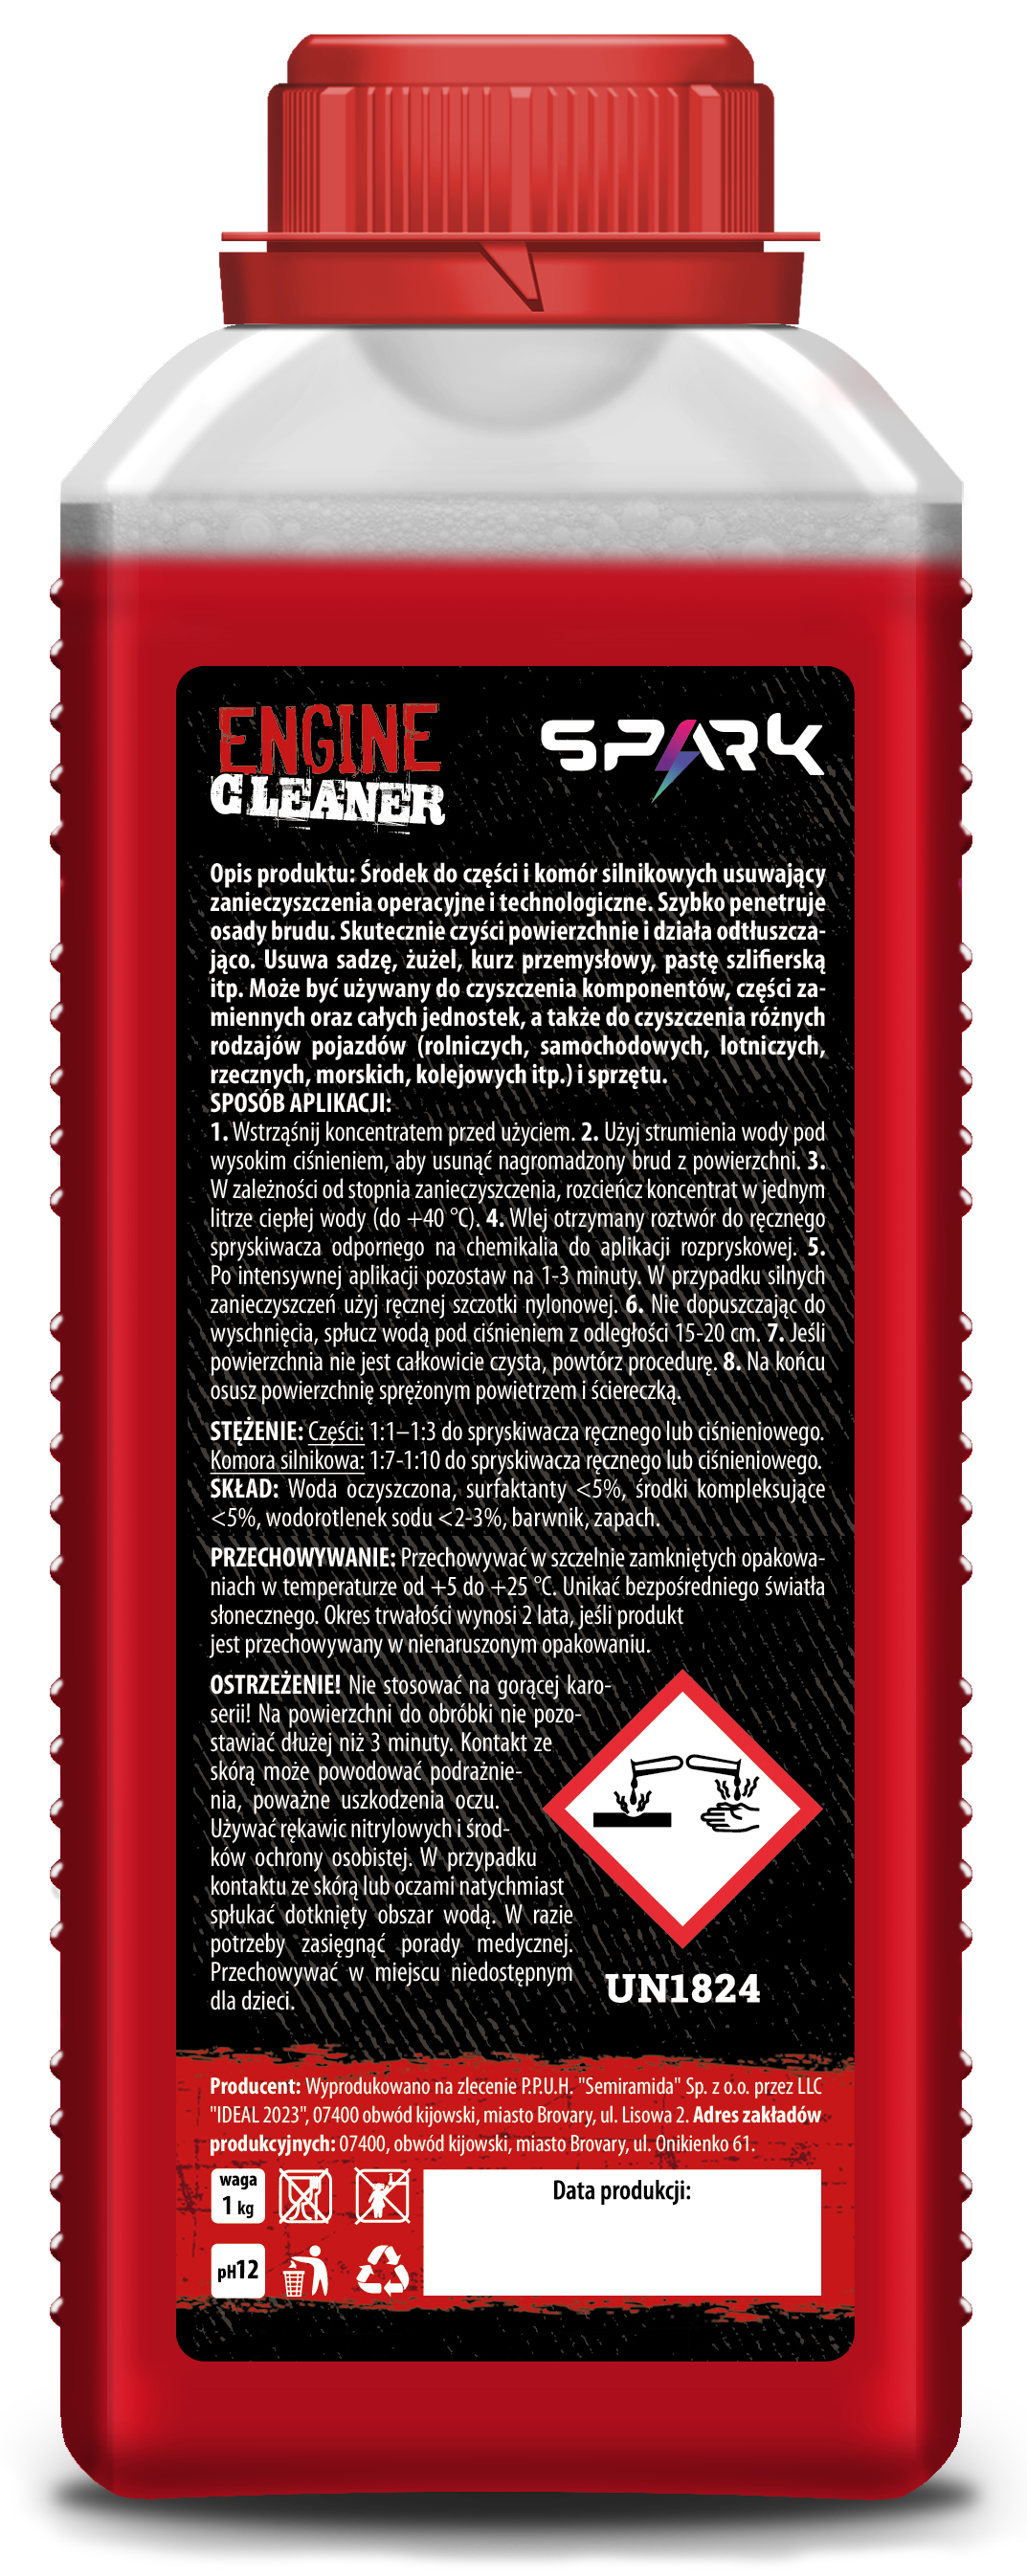 ENGINE
CLEANER
SPARK
Opis produktu: Środek do części i komór silnikowych usuwający
zanieczyszczenia operacyjne i technologiczne. Szybko penetruje
osady brudu. Skutecznie czyści powierzchnie i działa odtłuszcza-
jąco. Usuwa sadzę, żużel, kurz przemysłowy, pastę szlifierską
itp. Może być używany do czyszczenia komponentów, części za-
miennych oraz całych jednostek, a także do czyszczenia różnych
rodzajów pojazdów (rolniczych, samochodowych, lotniczych,
rzecznych, morskich, kolejowych itp.) i sprzętu.
SPOSÓB APLIKACJI:
1. Wstrząśnij koncentratem przed użyciem. 2. Użyj strumienia wody pod
wysokim ciśnieniem, aby usunąć nagromadzony brud z powierzchni. 3.
W zależności od stopnia zanieczyszczenia, rozcieńcz koncentrat w jednym
litrze ciepłej wody (do +40 °C). 4. Wlej otrzymany roztwór do ręcznego
spryskiwacza odpornego na chemikalia do aplikacji rozpryskowej. 5.
Po intensywnej aplikacji pozostaw na 1-3 minuty. W przypadku silnych
zanieczyszczeń użyj ręcznej szczotki nylonowej. 6. Nie dopuszczając do
wyschnięcia, spłucz wodą pod ciśnieniem z odległości 15-20 cm. 7. Jeśli
powierzchnia nie jest całkowicie czysta, powtórz procedurę. 8. Na końcu
osusz powierzchnię sprężonym powietrzem i ściereczką.
STĘŻENIE: Części: 1:1–1:3 do spryskiwacza ręcznego lub ciśnieniowego.
Komora silnikowa: 1:7-1:10 do spryskiwacza ręcznego lub ciśnieniowego.
SKŁAD: Woda oczyszczona, surfaktanty <5%, środki kompleksujące
<5%, wodorotlenek sodu <2-3%, barwnik, zapach.
PRZECHOWYWANIE: Przechowywać w szczelnie zamkniętych opakowa-
niach w temperaturze od +5 do +25 °C. Unikać bezpośredniego światła
słonecznego. Okres trwałości wynosi 2 lata, jeśli produkt
jest przechowywany w nienaruszonym opakowaniu.
OSTRZEŻENIE! Nie stosować na gorącej karo-
serii! Na powierzchni do obróbki nie pozo-
stawiać dłużej niż 3 minuty. Kontakt ze
skórą może powodować podrażnie-
nia, poważne uszkodzenia oczu.
Używać rękawic nitrylowych i środ-
ków ochrony osobistej. W przypadku
kontaktu ze skórą lub oczami natychmiast
spłukać dotknięty obszar wodą. W razie
potrzeby zasięgnąć porady medycznej.
Przechowywać w miejscu niedostępnym
dla dzieci.
UN1824
Producent: Wyprodukowano na zlecenie P.P.U.H. "Semiramida" Sp. z o.o. przez LLC
"IDEAL 2023", 07400 obwód kijowski, miasto Brovary, ul. Lisowa 2. Adres zakładów
produkcyjnych: 07400, obwód kijowski, miasto Brovary, ul. Onikienko 61.
waga
1 kg
Data produkcji:
pH12